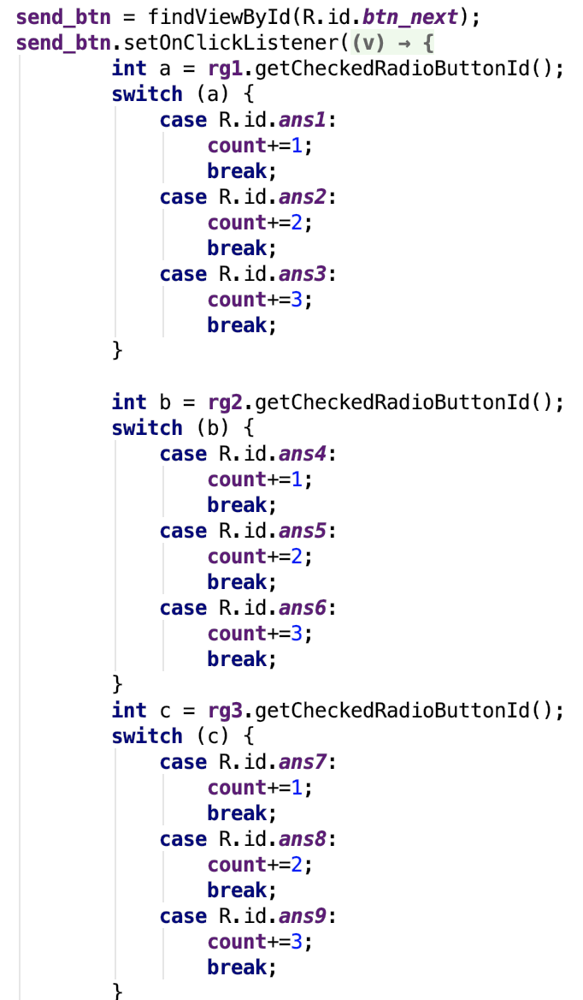 send_btn = findViewById(R.id.btn_next);
send_btn.setOnClickListener((v) → {
int a = rg1.getCheckedRadioButtonId();
switch (a) {
case R.id.ans1:
count+=1;
break;
case R.id.ans2:
count+=2;
break;
case R.id.ans3:
count+=3;
break;
}
int b = rg2.getCheckedRadioButtonId();
switch (b) {
case R.id.ans4:
count+=1;
break;
case R.id.ans5:
count+=2;
break;
case R.id.ans6:
count+=3;
break;
}
int c = rg3.getCheckedRadioButtonId();
switch (c) {
case R.id.ans7:
count+=1;
break;
case R.id.ans8:
count+=2;
break;
case R.id.ans9:
count+=3;
break;
}